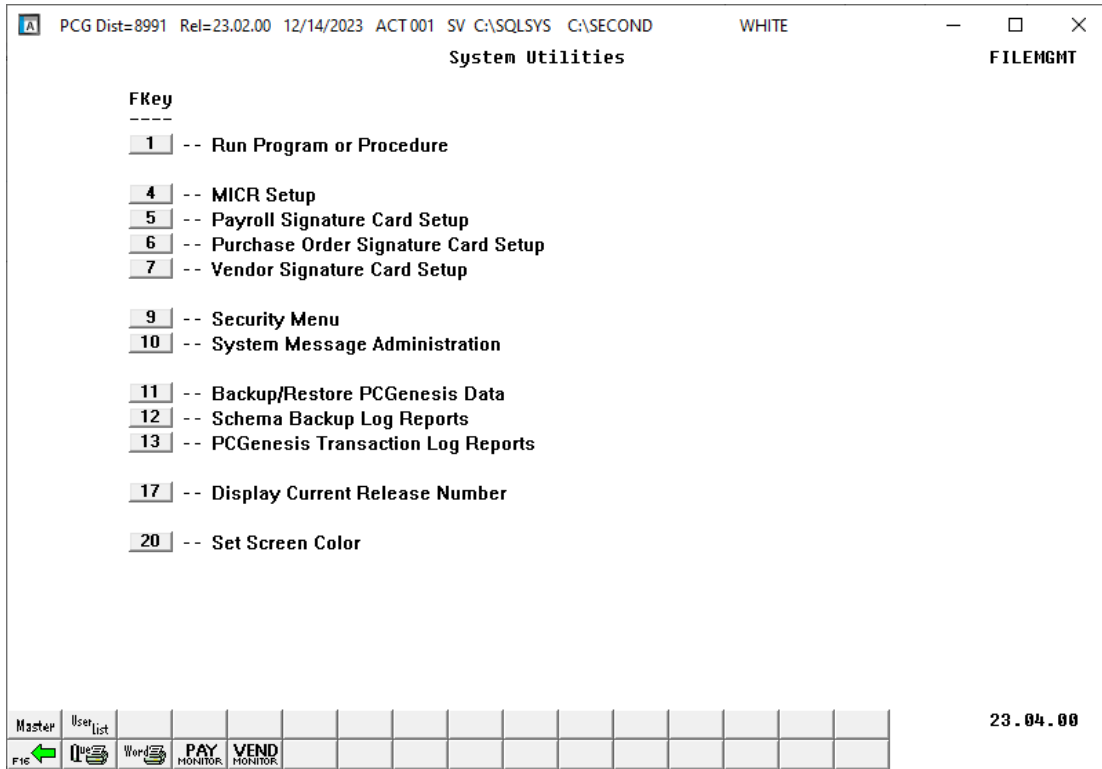 A PCG Dist=8991 Rel=23.02.00 12/14/2023 ACT 001 SV C:\SQLSYS C:\SECOND WHITE
System Utilities FILEMGMT
FKey
----
1 -- Run Program or Procedure
4 -- MICR Setup
5 -- Payroll Signature Card Setup
6 -- Purchase Order Signature Card Setup
7 -- Vendor Signature Card Setup
9 -- Security Menu
10 -- System Message Administration
11 -- Backup/Restore PCGenesis Data
12 -- Schema Backup Log Reports
13 -- PCGenesis Transaction Log Reports
17 -- Display Current Release Number
20 -- Set Screen Color
Master User List 23.04.00
F16 Que Word PAY MONITOR VEND MONITOR